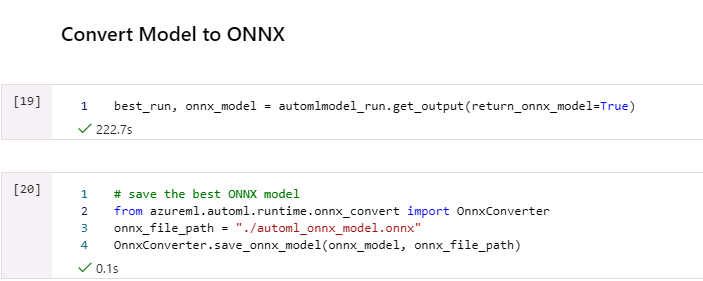 Convert Model to ONNX
[19]
1 best_run, onnx_model = automlmodel_run.get_output(return_onnx_model=True)
✓ 222.7s
[20]
1 # save the best ONNX model
2 from azureml.automl.runtime.onnx_convert import OnnxConverter
3 onnx_file_path = "./automl_onnx_model.onnx"
4 OnnxConverter.save_onnx_model(onnx_model, onnx_file_path)
✓ 0.1s